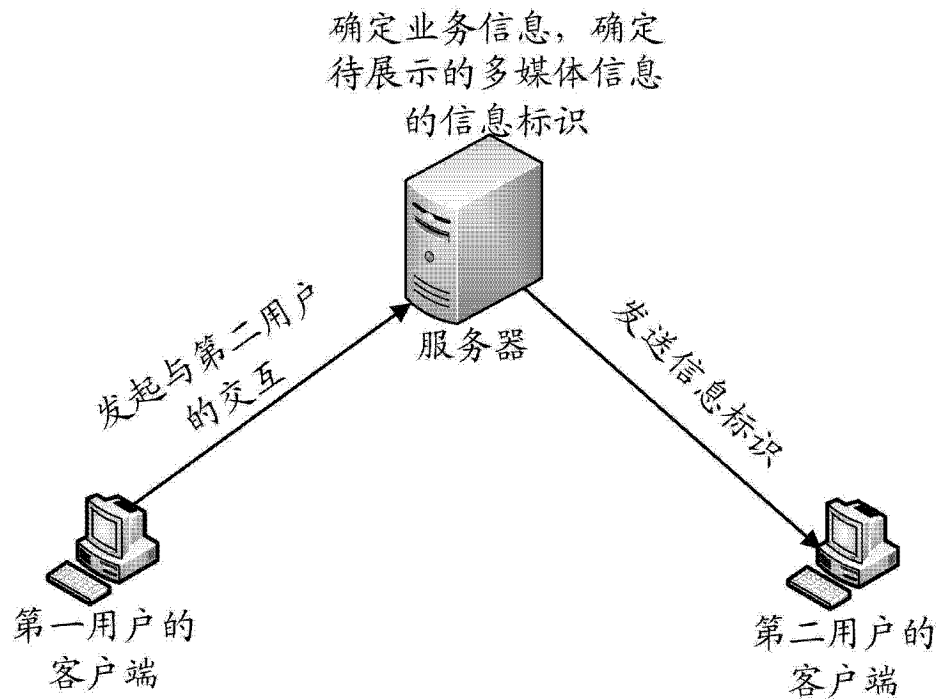 确定业务信息，确定
待展示的多媒体信息
的信息标识
服务器
发起与第二用户
的交互
发送信息标识
第一用户的
客户端
第二用户的
客户端